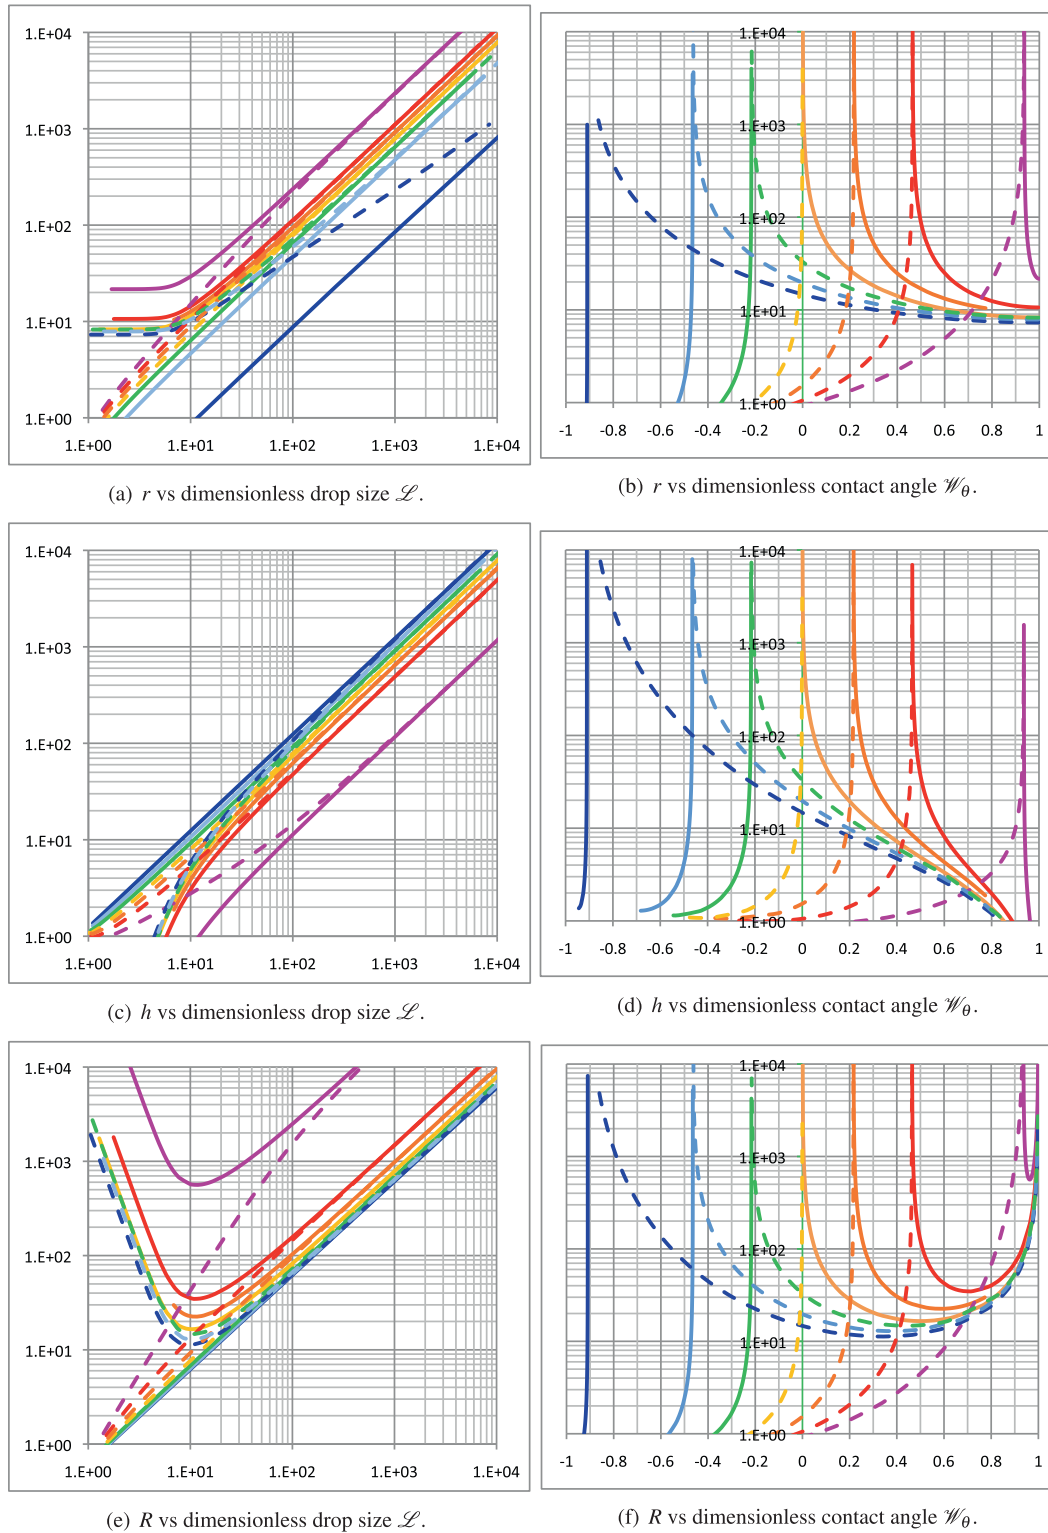 1.E+04
1.E+03
1.E+02
1.E+01
1.E+00
1.E+00 1.E+01 1.E+02 1.E+03 1.E+04
(a) r vs dimensionless drop size ℒ.
1.E+04
1.E+03
1.E+02
1.E+01
1.E+00
-1 -0.8 -0.6 -0.4 -0.2 0 0.2 0.4 0.6 0.8 1
(b) r vs dimensionless contact angle 𝒲θ.
1.E+04
1.E+03
1.E+02
1.E+01
1.E+00
1.E+00 1.E+01 1.E+02 1.E+03 1.E+04
(c) h vs dimensionless drop size ℒ.
1.E+04
1.E+03
1.E+02
1.E+01
1.E+00
-1 -0.8 -0.6 -0.4 -0.2 0 0.2 0.4 0.6 0.8 1
(d) h vs dimensionless contact angle 𝒲θ.
1.E+04
1.E+03
1.E+02
1.E+01
1.E+00
1.E+00 1.E+01 1.E+02 1.E+03 1.E+04
(e) R vs dimensionless drop size ℒ.
1.E+04
1.E+03
1.E+02
1.E+01
1.E+00
-1 -0.8 -0.6 -0.4 -0.2 0 0.2 0.4 0.6 0.8 1
(f) R vs dimensionless contact angle 𝒲θ.